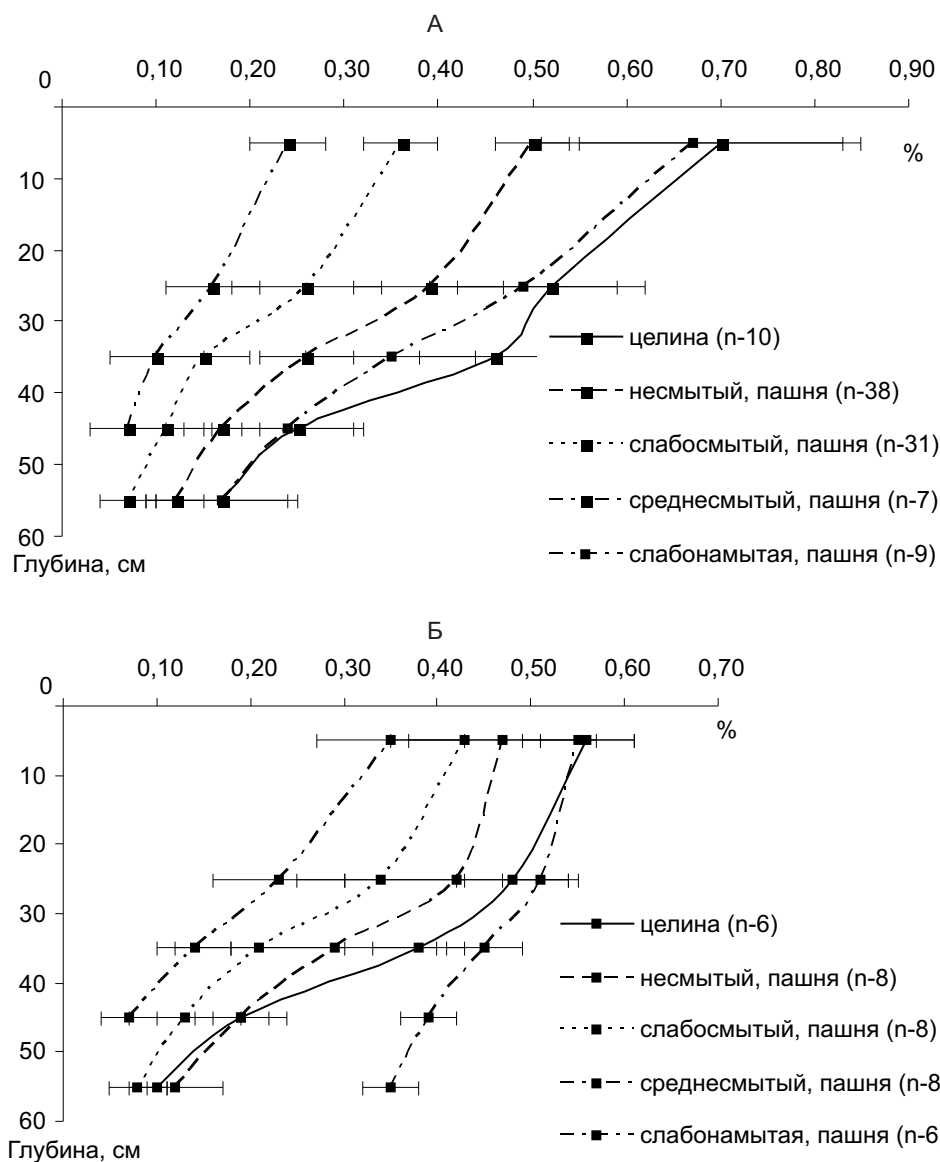 А
0 0,10 0,20 0,30 0,40 0,50 0,60 0,70 0,80 0,90
%
10
20
30
40
50
60
Глубина, см
целина (n-10)
несмытый, пашня (n-38)
слабосмытый, пашня (n-31)
среднесмытый, пашня (n-7)
слабонамытая, пашня (n-9)
Б
0 0,10 0,20 0,30 0,40 0,50 0,60 0,70
%
10
20
30
40
50
60
Глубина, см
целина (n-6)
несмытый, пашня (n-8)
слабосмытый, пашня (n-8)
среднесмытый, пашня (n-8
слабонамытая, пашня (n-6